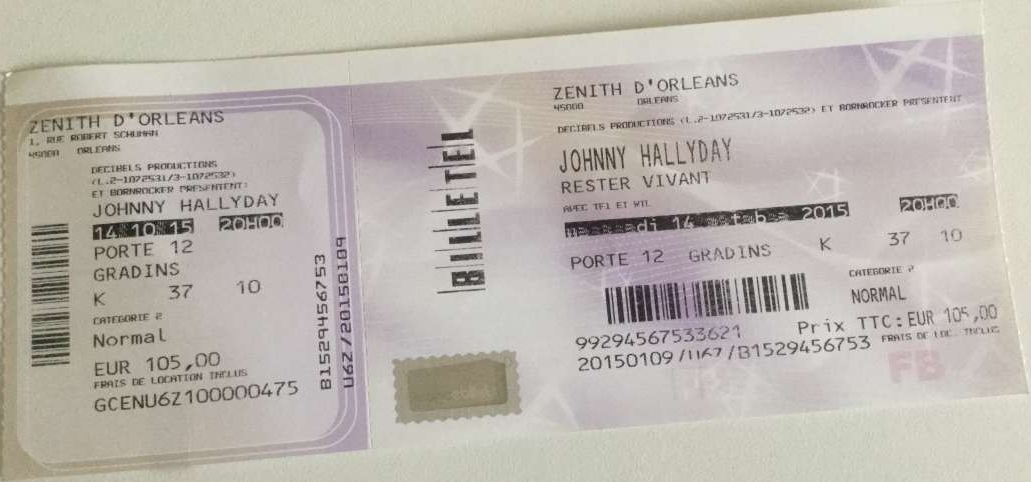 ZENITH D'ORLEANS
1, RUE ROBERT SCHUMAN
45000 ORLEANS
DECIBELS PRODUCTIONS
(L.2-1072531/3-1072532)
ET BORNROCKER PRESENTENT:
JOHNNY HALLYDAY
14 10 15 20H00
PORTE 12
GRADINS
K 37 10
CATEGORIE 2
Normal
EUR 105,00
FRAIS DE LOCATION INCLUS
GCENU6Z100000475
B1529456753
U6Z/20150109
BILLETEL
ZENITH D'ORLEANS
45000 ORLEANS
DECIBELS PRODUCTIONS (L.2-1072531/3-1072532) ET BORNROCKER PRESENTENT
JOHNNY HALLYDAY
RESTER VIVANT
AVEC TF1 ET RTL
mercredi 14 octobre 2015 20H00
PORTE 12 GRADINS K 37 10
CATEGORIE 2
NORMAL
99294567533621
Prix TTC:EUR 105,00
20150109/U6Z/B1529456753 FRAIS DE LOC. INCLUS
FB